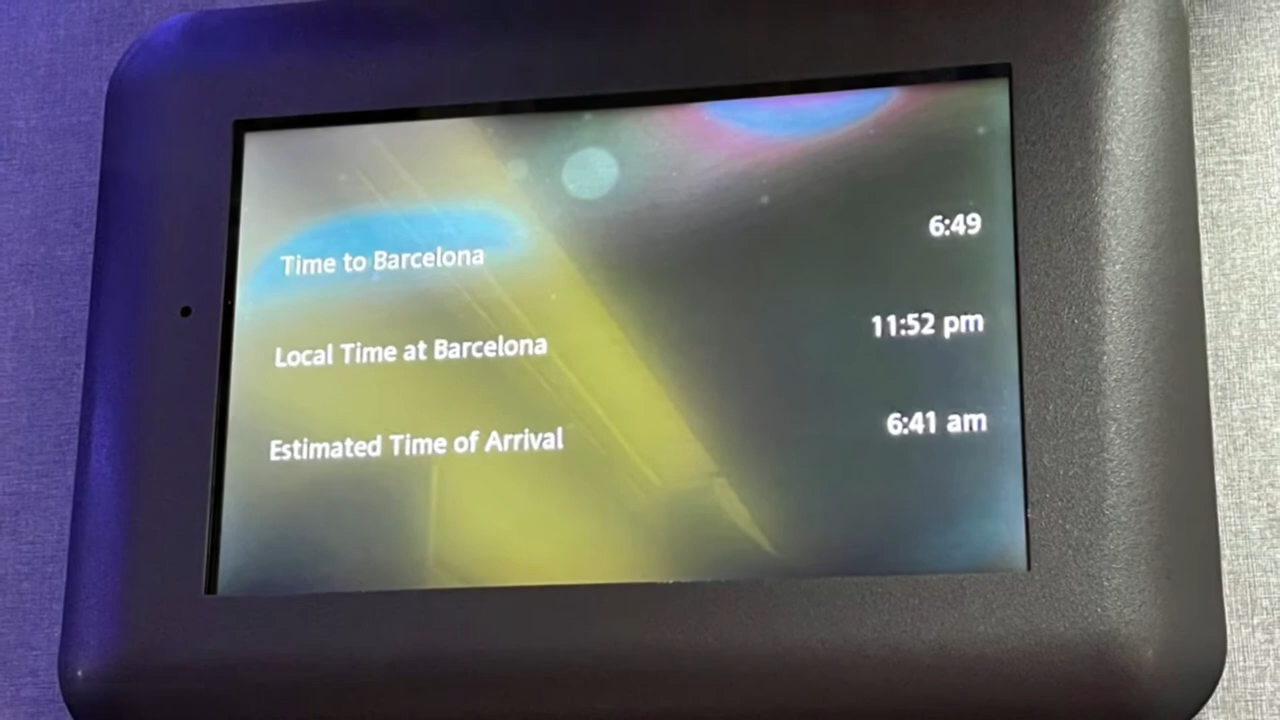 Time to Barcelona 6:49
Local Time at Barcelona 11:52 pm
Estimated Time of Arrival 6:41 am